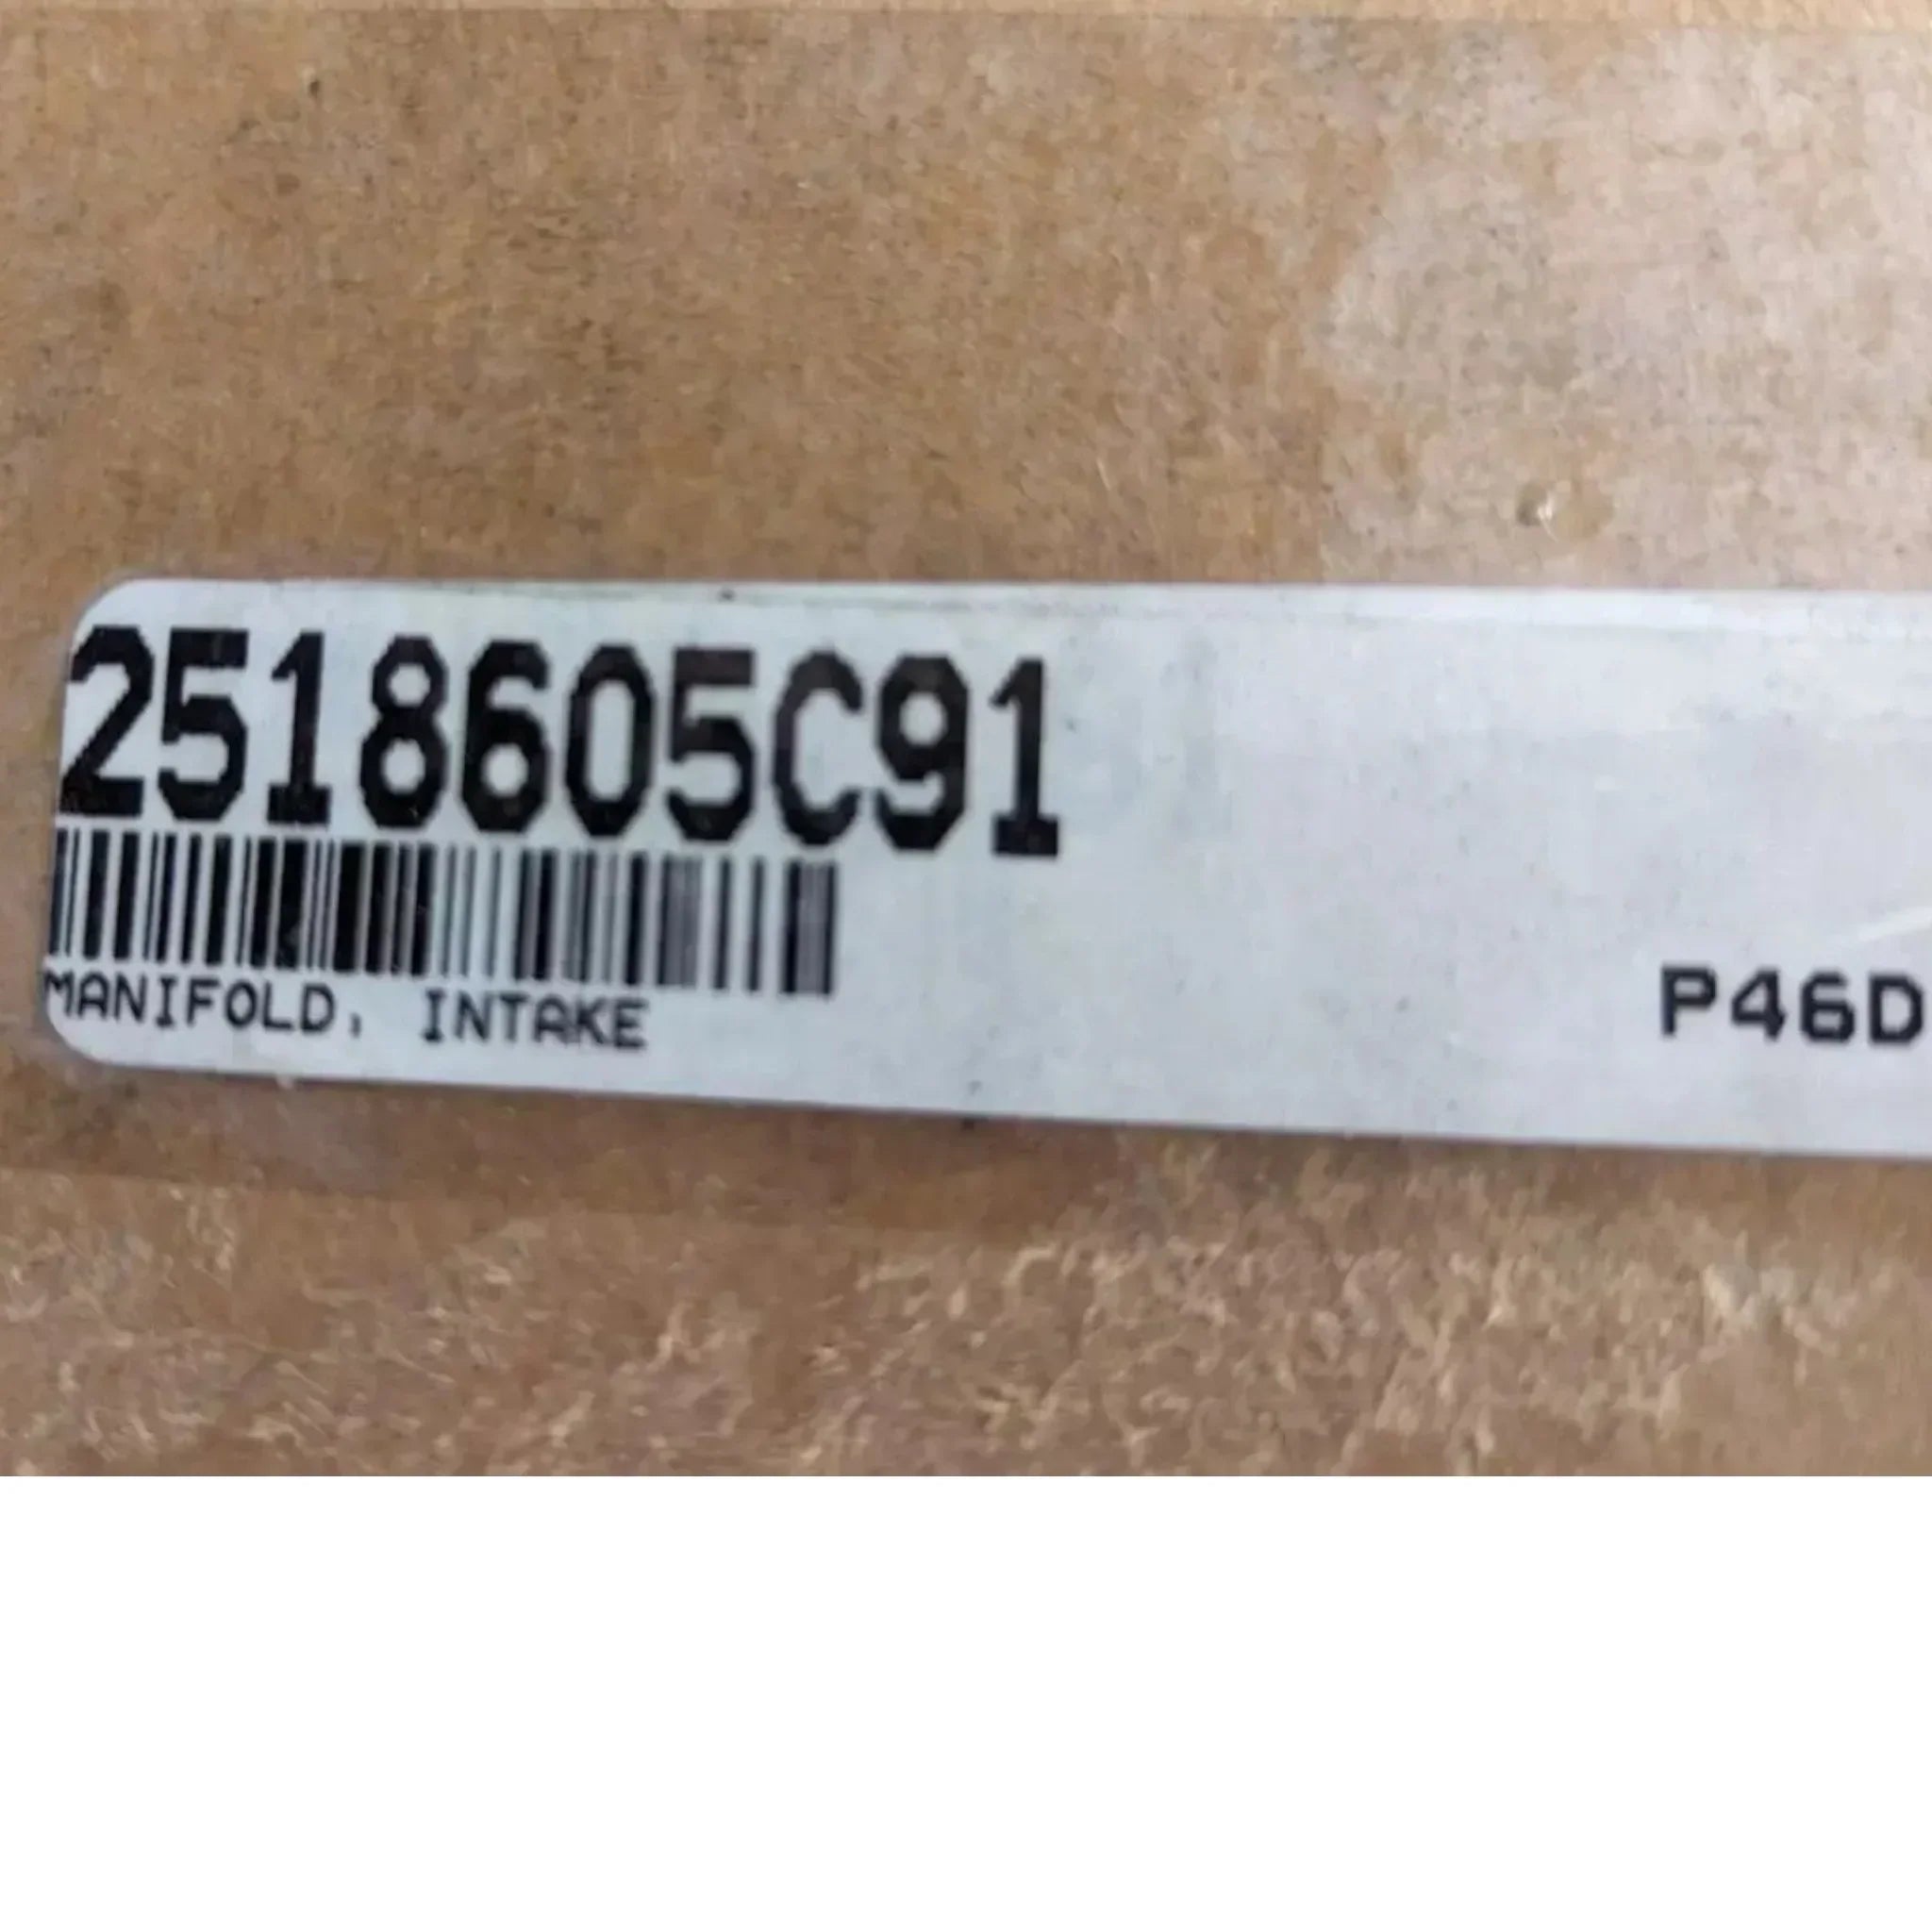 2518605C91
MANIFOLD, INTAKE
P46D